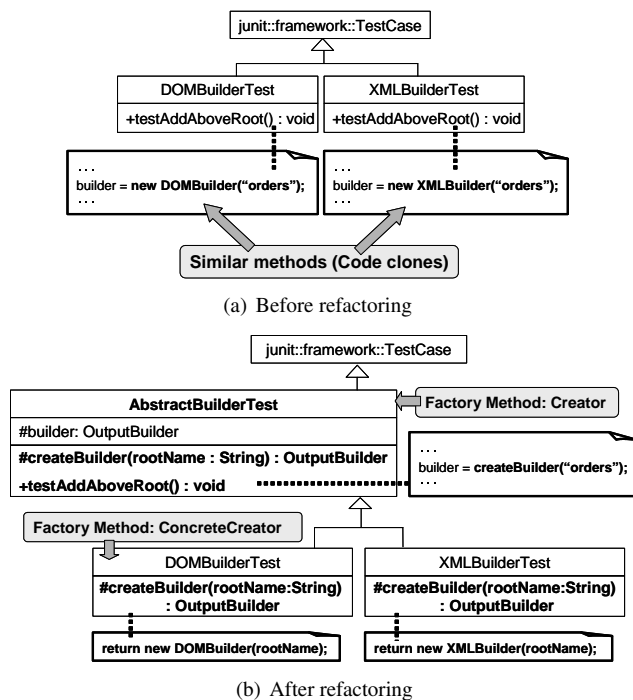 junit::framework::TestCase
DOMBuilderTest
+testAddAboveRoot() : void
XMLBuilderTest
+testAddAboveRoot() : void
. . .
builder = new DOMBuilder(“orders”);
. . .
. . .
builder = new XMLBuilder(“orders”);
. . .
Similar methods (Code clones)
(a) Before refactoring
junit::framework::TestCase
AbstractBuilderTest
#builder: OutputBuilder
#createBuilder(rootName : String) : OutputBuilder
+testAddAboveRoot() : void
Factory Method: Creator
. . .
builder = createBuilder(“orders”);
. . .
Factory Method: ConcreteCreator
DOMBuilderTest
#createBuilder(rootName:String)
: OutputBuilder
XMLBuilderTest
#createBuilder(rootName:String)
: OutputBuilder
return new DOMBuilder(rootName);
return new XMLBuilder(rootName);
(b) After refactoring